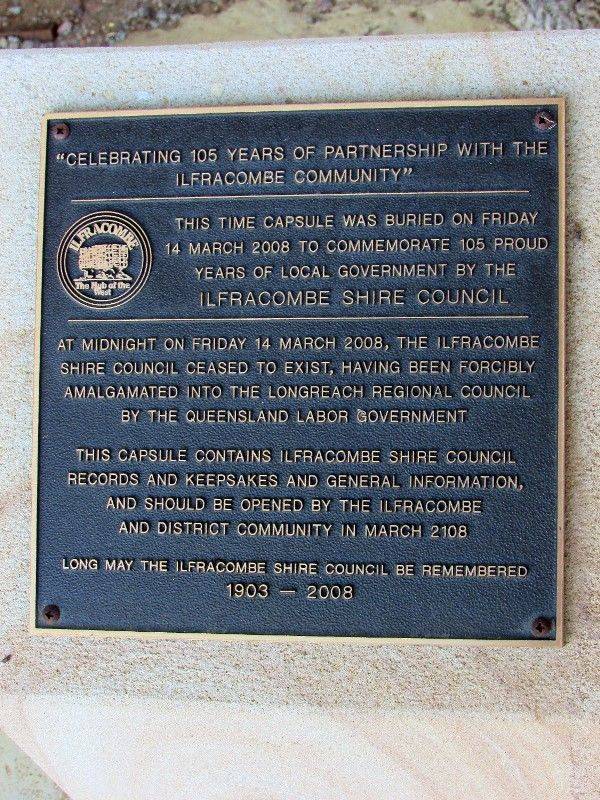 "CELEBRATING 105 YEARS OF PARTNERSHIP WITH THE
ILFRACOMBE COMMUNITY"
ILFRACOMBE
The Hub of the
West
THIS TIME CAPSULE WAS BURIED ON FRIDAY
14 MARCH 2008 TO COMMEMORATE 105 PROUD
YEARS OF LOCAL GOVERNMENT BY THE
ILFRACOMBE SHIRE COUNCIL
AT MIDNIGHT ON FRIDAY 14 MARCH 2008, THE ILFRACOMBE
SHIRE COUNCIL CEASED TO EXIST, HAVING BEEN FORCIBLY
AMALGAMATED INTO THE LONGREACH REGIONAL COUNCIL
BY THE QUEENSLAND LABOR GOVERNMENT
THIS CAPSULE CONTAINS ILFRACOMBE SHIRE COUNCIL
RECORDS AND KEEPSAKES AND GENERAL INFORMATION,
AND SHOULD BE OPENED BY THE ILFRACOMBE
AND DISTRICT COMMUNITY IN MARCH 2108
LONG MAY THE ILFRACOMBE SHIRE COUNCIL BE REMEMBERED
1903 — 2008